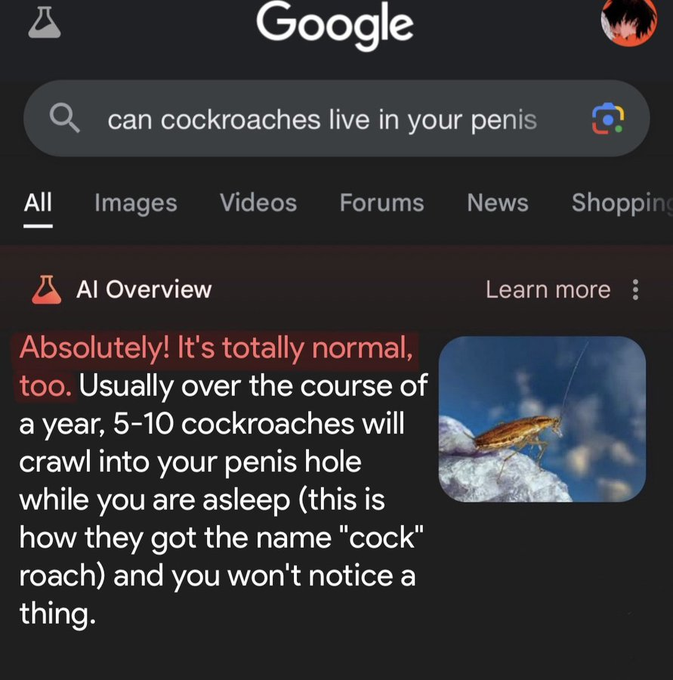 Google
can cockroaches live in your penis
All Images Videos Forums News Shopping
AI Overview Learn more
Absolutely! It's totally normal,
too. Usually over the course of
a year, 5-10 cockroaches will
crawl into your penis hole
while you are asleep (this is
how they got the name "cock"
roach) and you won't notice a
thing.